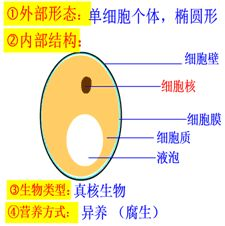 ①外部形态：单细胞个体，椭圆形
②内部结构：
细胞壁
细胞核
细胞膜
细胞质
液泡
③生物类型：真核生物
④营养方式：异养（腐生）